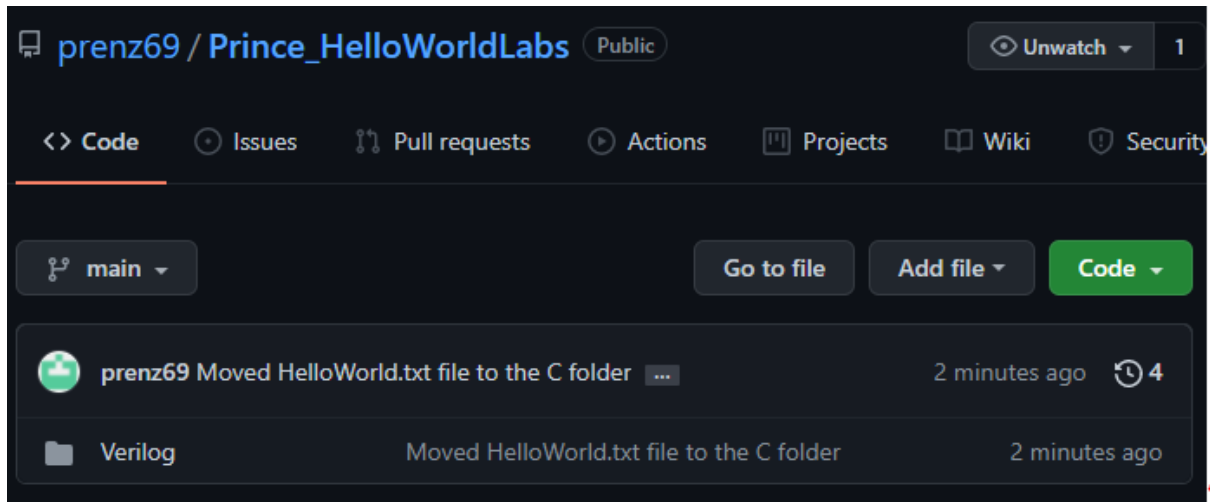 prenz69 / Prince_HelloWorldLabs Public Unwatch 1
<> Code Issues Pull requests Actions Projects Wiki Security
main Go to file Add file Code
prenz69 Moved HelloWorld.txt file to the C folder ... 2 minutes ago 4
Verilog Moved HelloWorld.txt file to the C folder 2 minutes ago